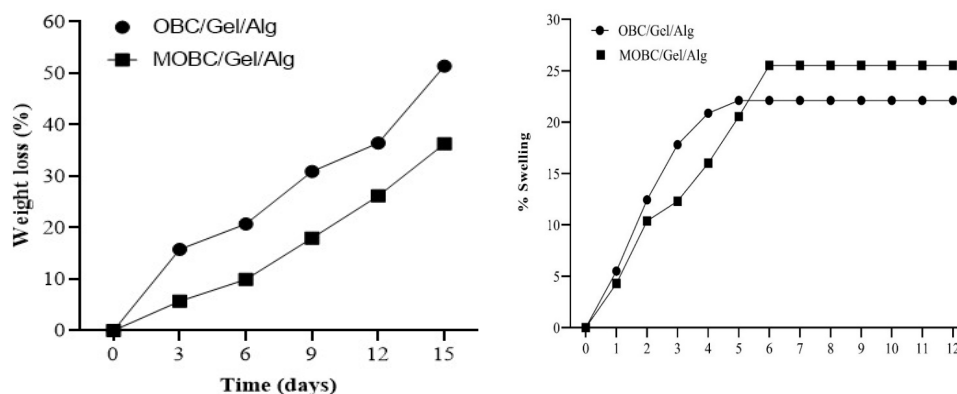 60
50
40
30
20
10
0
Weight loss (%)
OBC/Gel/Alg
MOBC/Gel/Alg
0 3 6 9 12 15
Time (days)
30
25
20
15
10
5
0
% Swelling
OBC/Gel/Alg
MOBC/Gel/Alg
0 1 2 3 4 5 6 7 8 9 10 11 12